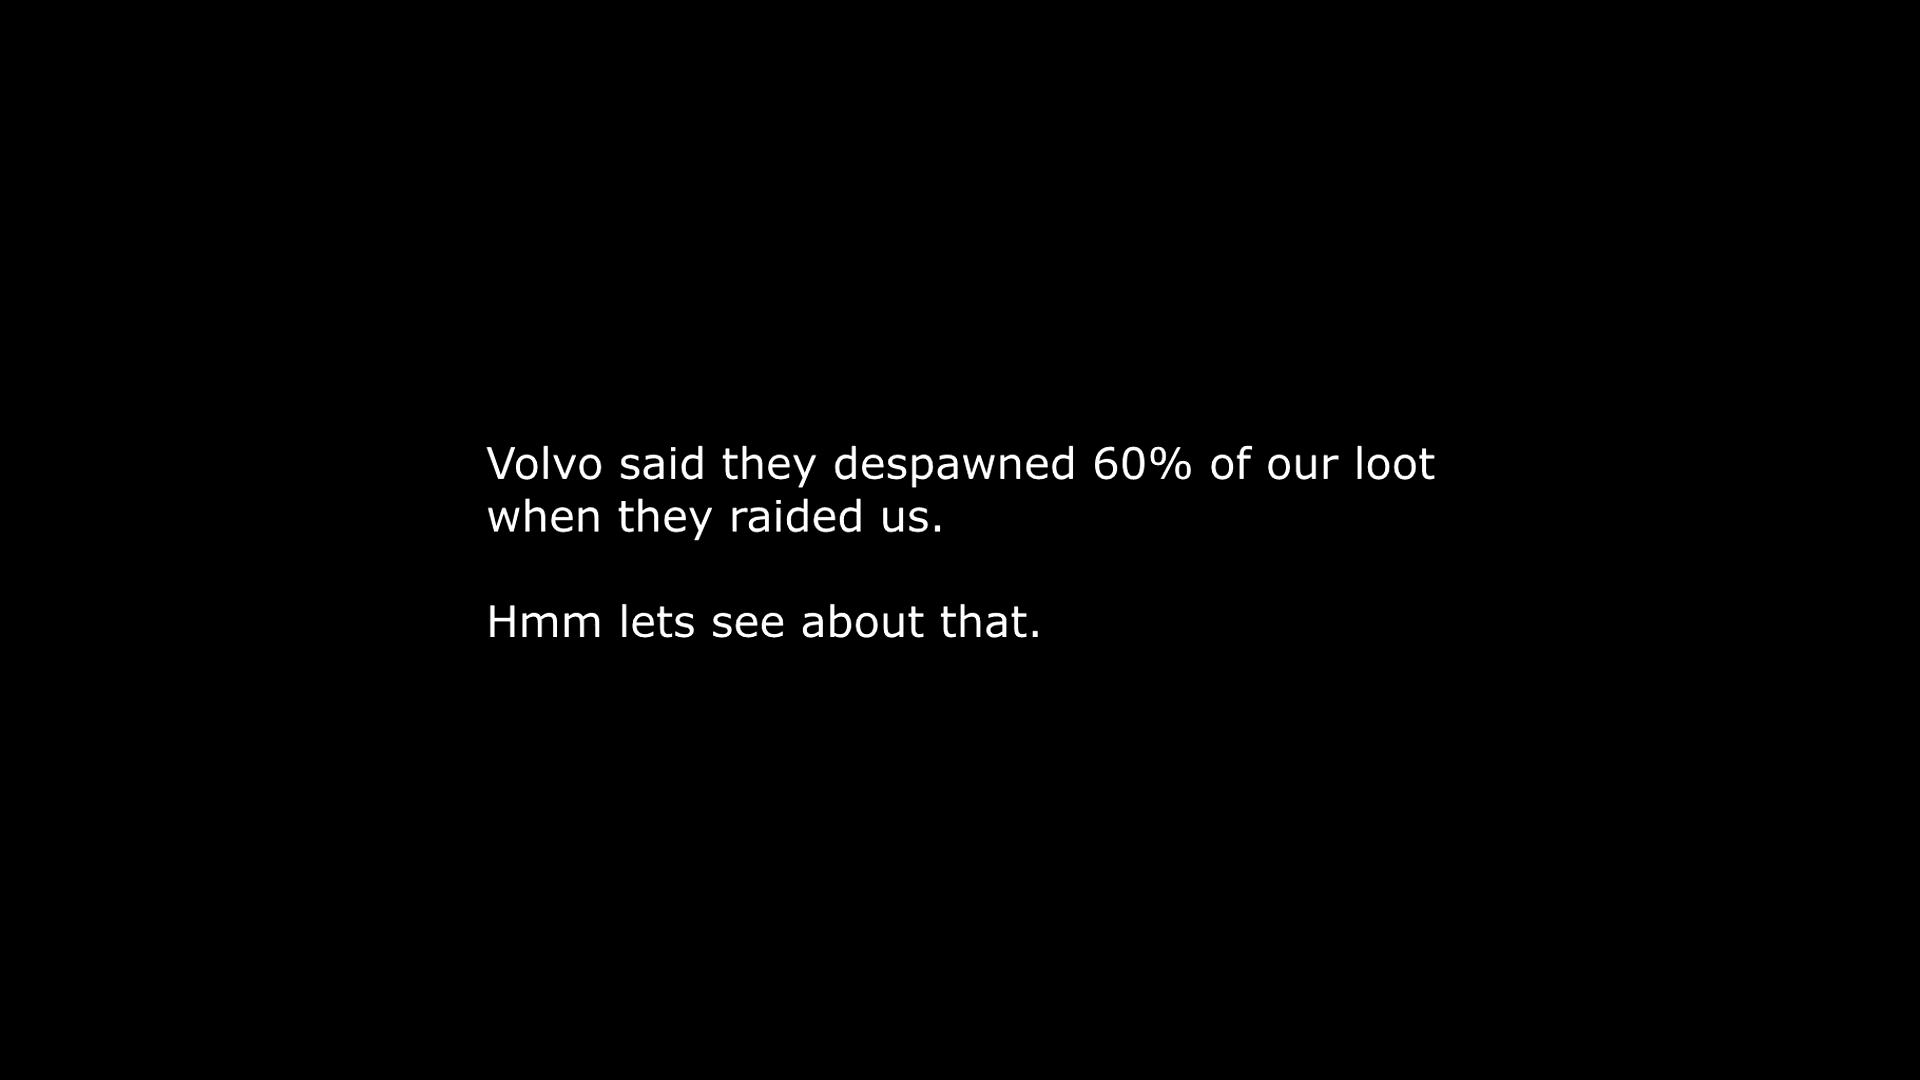 Volvo said they despawned 60% of our loot
when they raided us.
Hmm lets see about that.